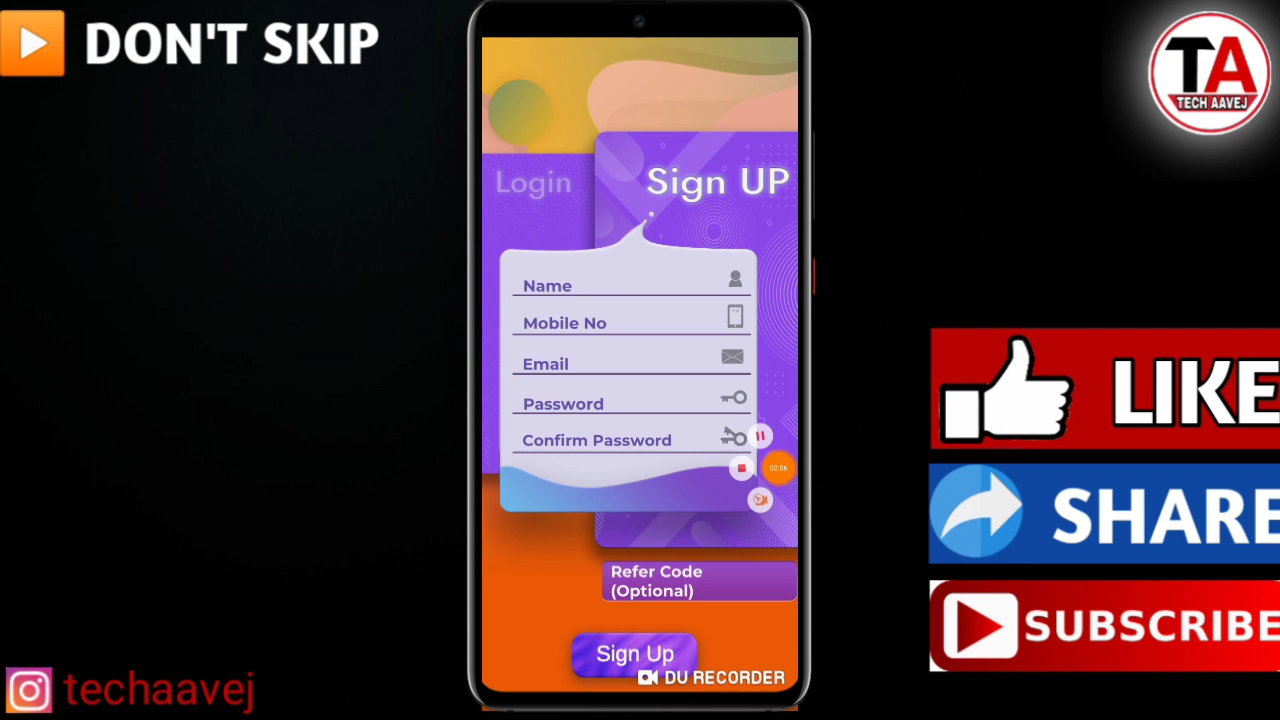 DON'T SKIP
TA
TECH AAVEJ
Login
Sign UP
Name
Mobile No
Email
Password
Confirm Password
02:06
Refer Code
(Optional)
Sign Up
DU RECORDER
LIKE
SHARE
SUBSCRIBE
techaavej